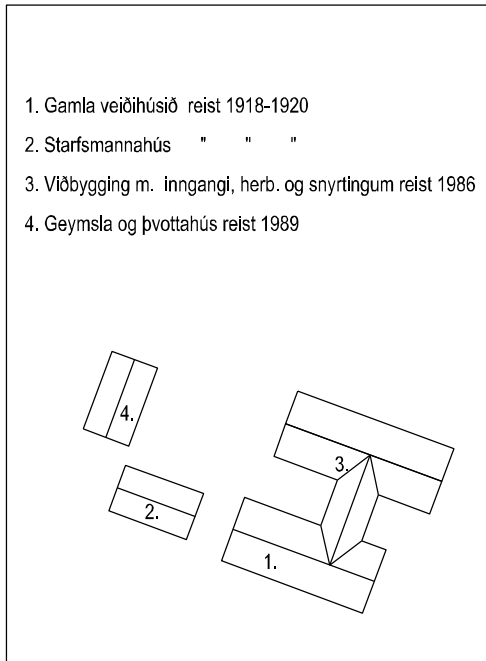 1. Gamla veiðihúsið reist 1918-1920
2. Starfsmannahús " " "
3. Viðbygging m. inngangi, herb. og snyrtingum reist 1986
4. Geymsla og þvottahús reist 1989
4.
3.
2.
1.